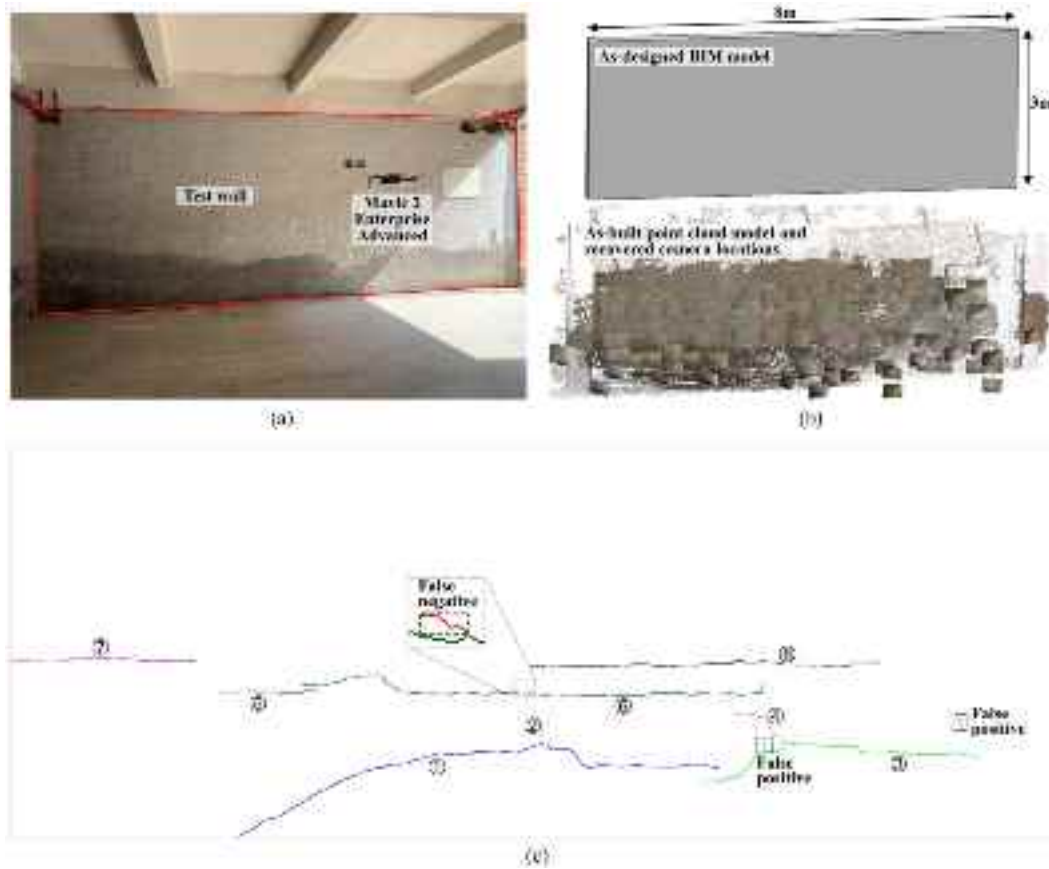 Test wall
Mavic 2
Enterprise
Advanced
(a)
8m
As-designed BIM model
3m
As-built point cloud model and
recovered camera locations
(b)
False
negative
False
positive
False
positive
(c)